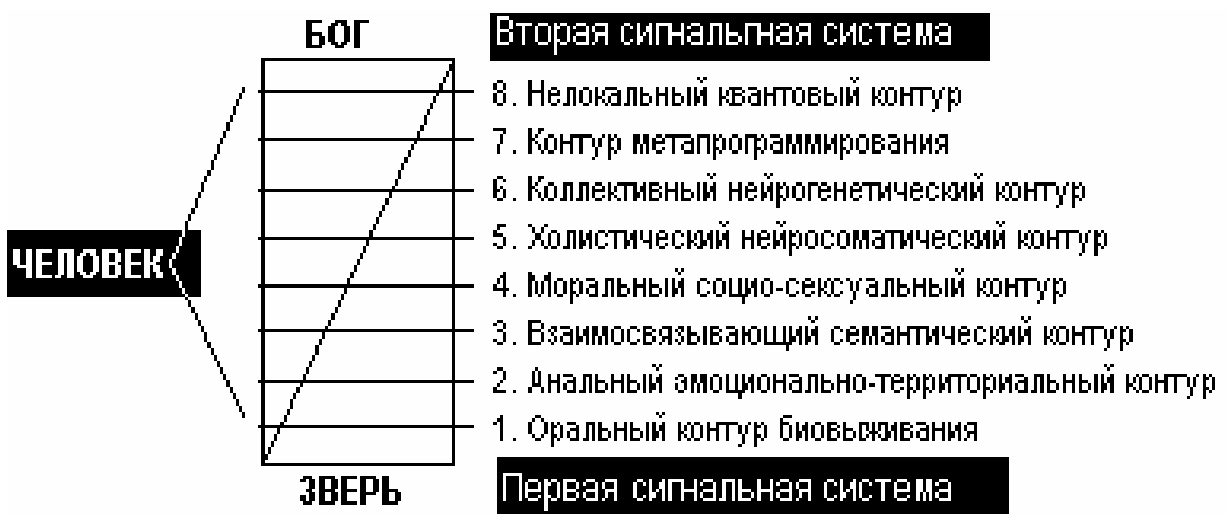 БОГ
Вторая сигнальгная система
8. Нелокальный квантовый контур
7. Контур метапрограммирования
6. Коллективный нейрогенетический контур
5. Холистический нейросоматический контур
ЧЕЛОВЕК
4. Моральный социо-сексуальный контур
3. Взаимосвязывающий семантический контур
2. Анальный эмоционально-территориальный контур
1. Оральный контур биовыживания
ЗВЕРЬ
Первая сигнальная система